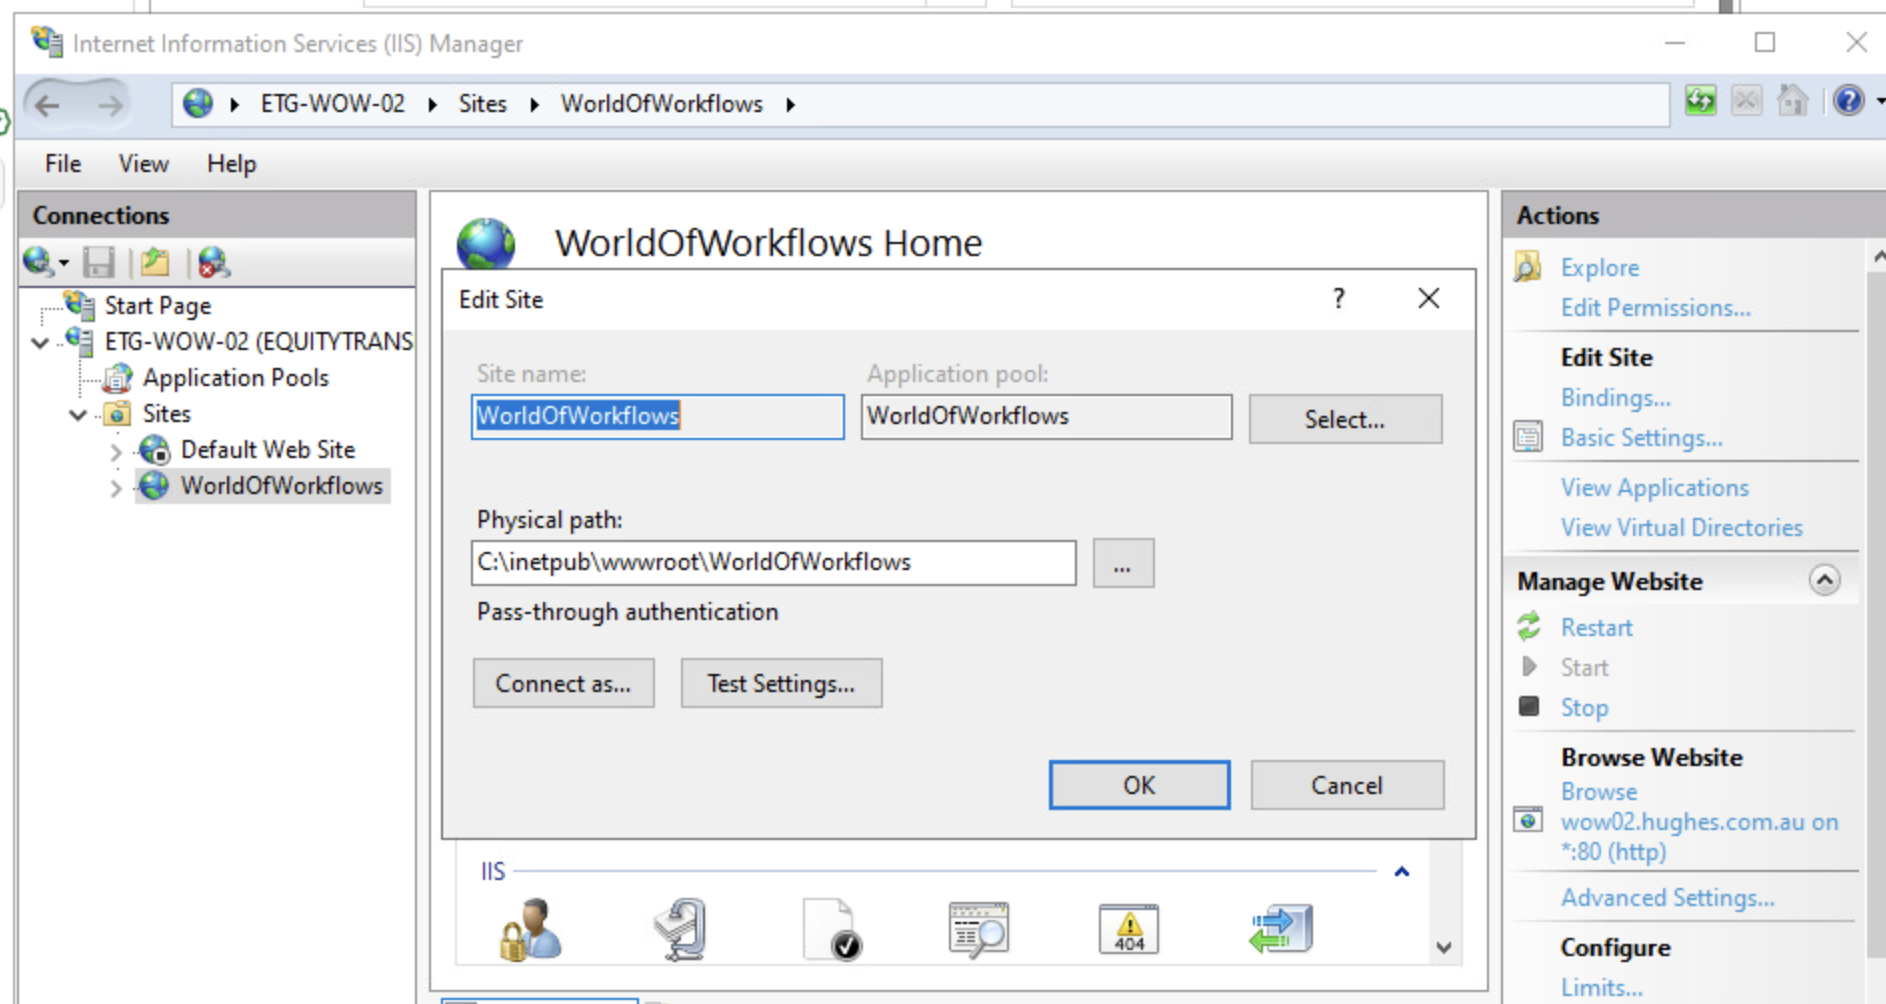 Internet Information Services (IIS) Manager
ETG-WOW-02 Sites WorldOfWorkflows
File View Help
Connections
Start Page
ETG-WOW-02 (EQUITYTRANS
Application Pools
Sites
Default Web Site
WorldOfWorkflows
WorldOfWorkflows Home
Edit Site
?
Site name:
Application pool:
WorldOfWorkflows
WorldOfWorkflows
Select...
Physical path:
C:\inetpub\wwwroot\WorldOfWorkflows
...
Pass-through authentication
Connect as...
Test Settings...
OK
Cancel
IIS
404
Actions
Explore
Edit Permissions...
Edit Site
Bindings...
Basic Settings...
View Applications
View Virtual Directories
Manage Website
Restart
Start
Stop
Browse Website
Browse
wow02.hughes.com.au on
*:80 (http)
Advanced Settings...
Configure
Limits...